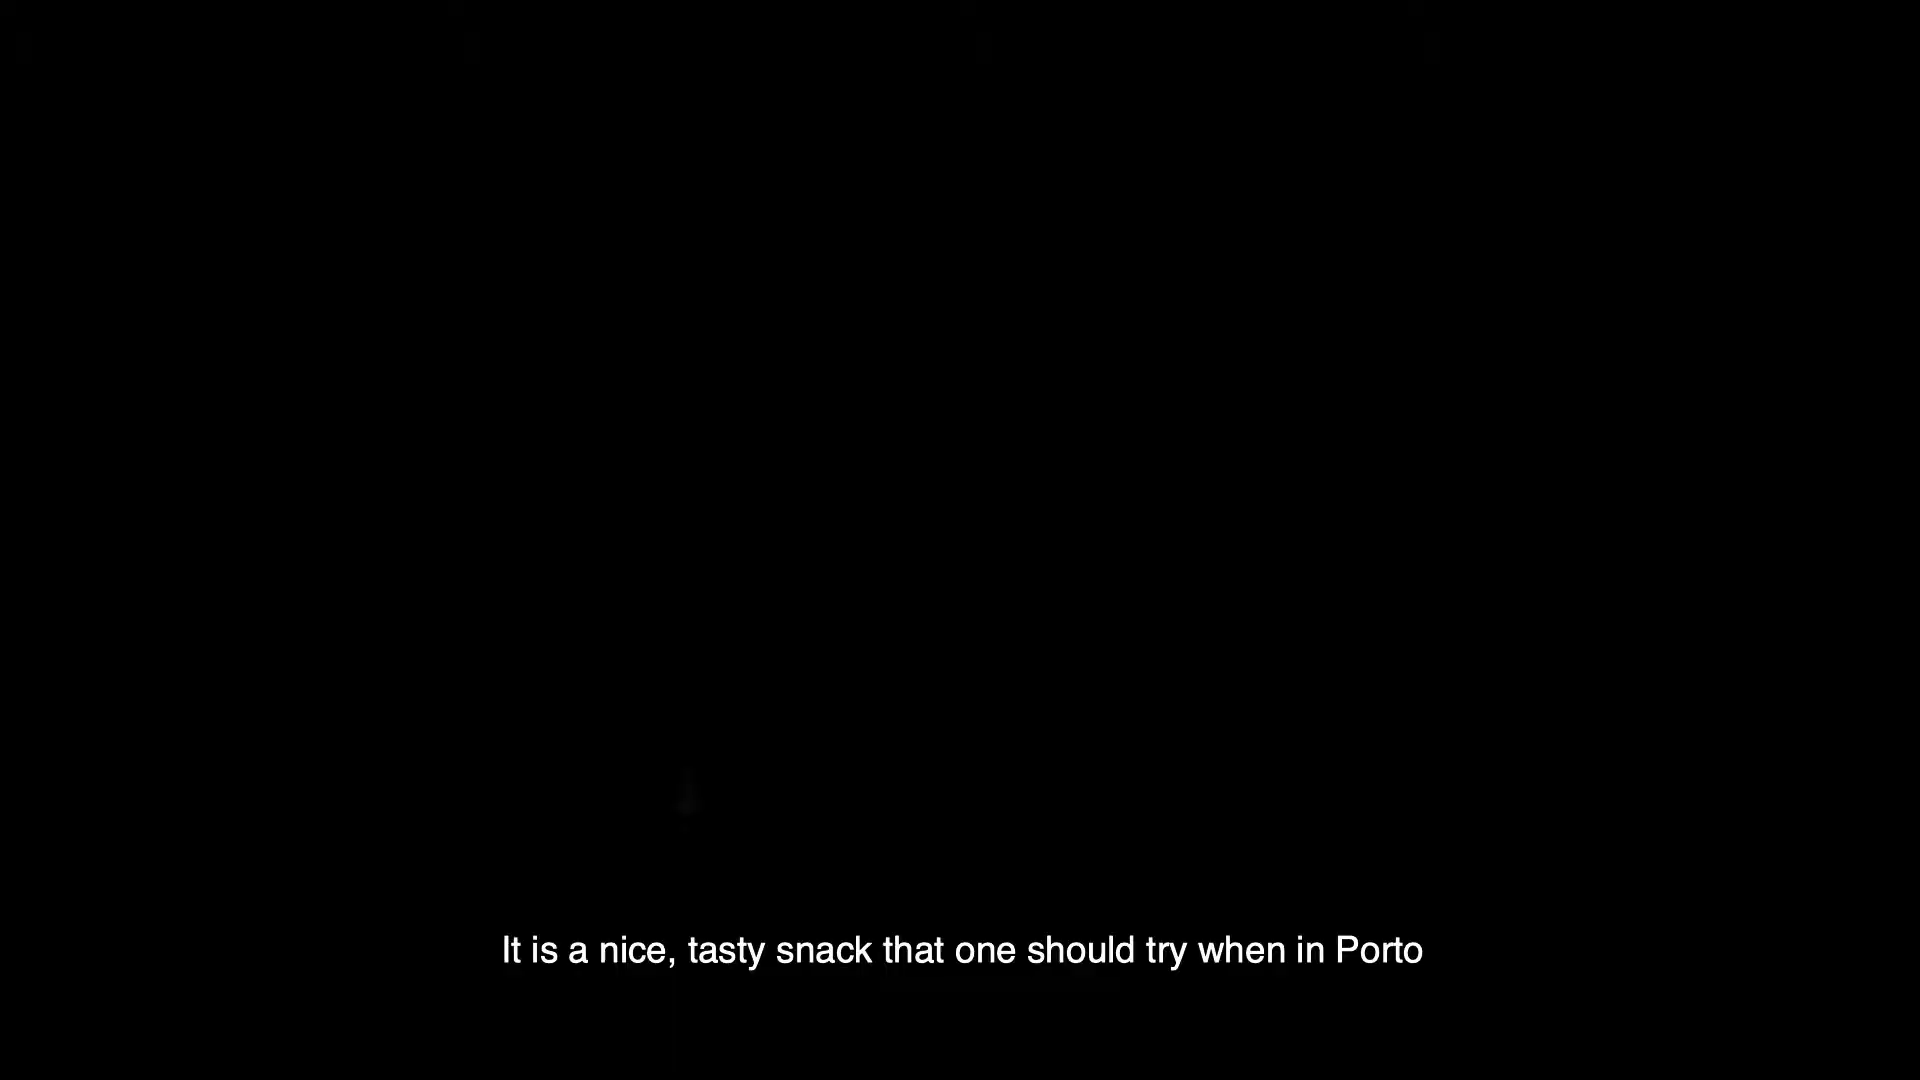 It is a nice, tasty snack that one should try when in Porto